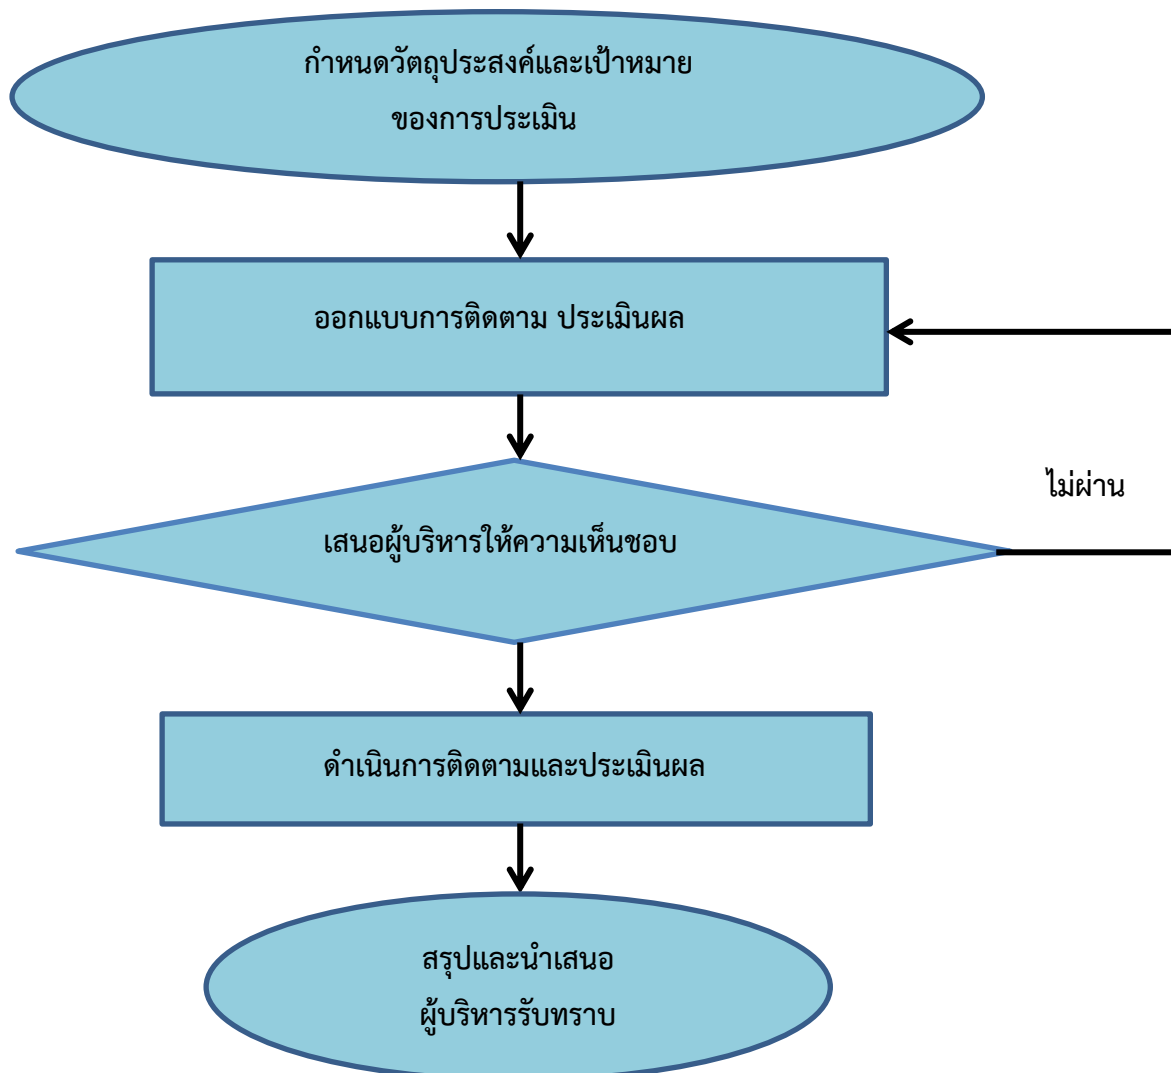 กำหนดวัตถุประสงค์และเป้าหมาย
ของการประเมิน
ออกแบบการติดตาม ประเมินผล
ไม่ผ่าน
เสนอผู้บริหารให้ความเห็นชอบ
ดำเนินการติดตามและประเมินผล
สรุปและนำเสนอ
ผู้บริหารรับทราบ